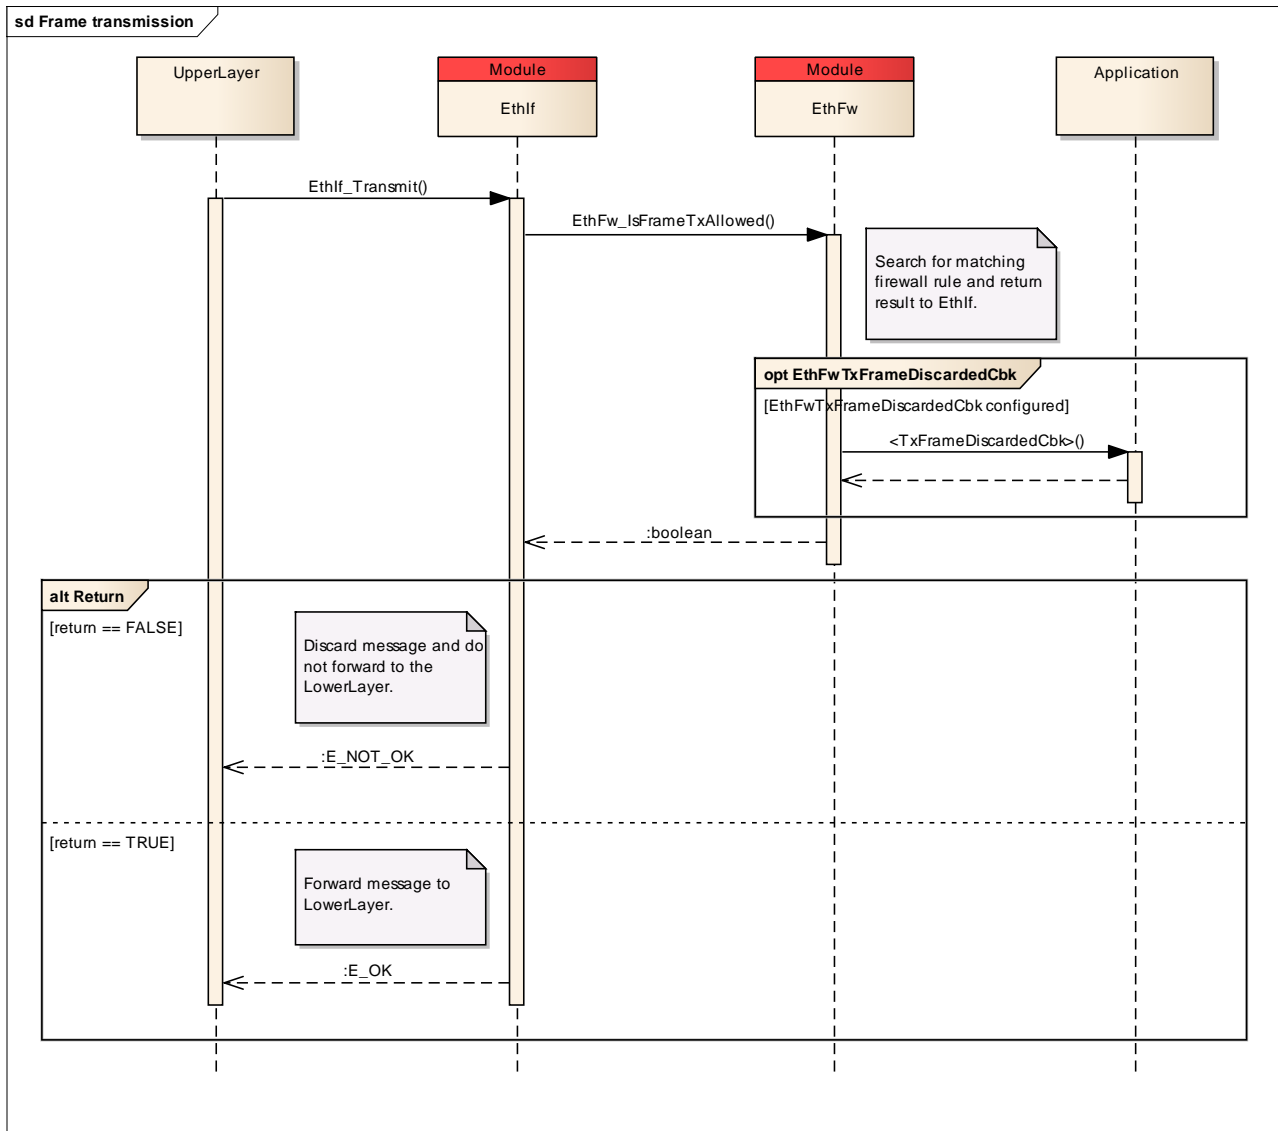 sd Frame transmission
UpperLayer
Module
EthIf
Module
EthFw
Application
EthIf_Transmit()
EthFw_IsFrameTxAllowed()
Search for matching
firewall rule and return
result to EthIf.
opt EthFwTxFrameDiscardedCbk
[EthFwTxFrameDiscardedCbk configured]
<TxFrameDiscardedCbk>()
:boolean
alt Return
[return == FALSE]
Discard message and do
not forward to the
LowerLayer.
:E_NOT_OK
[return == TRUE]
Forward message to
LowerLayer.
:E_OK